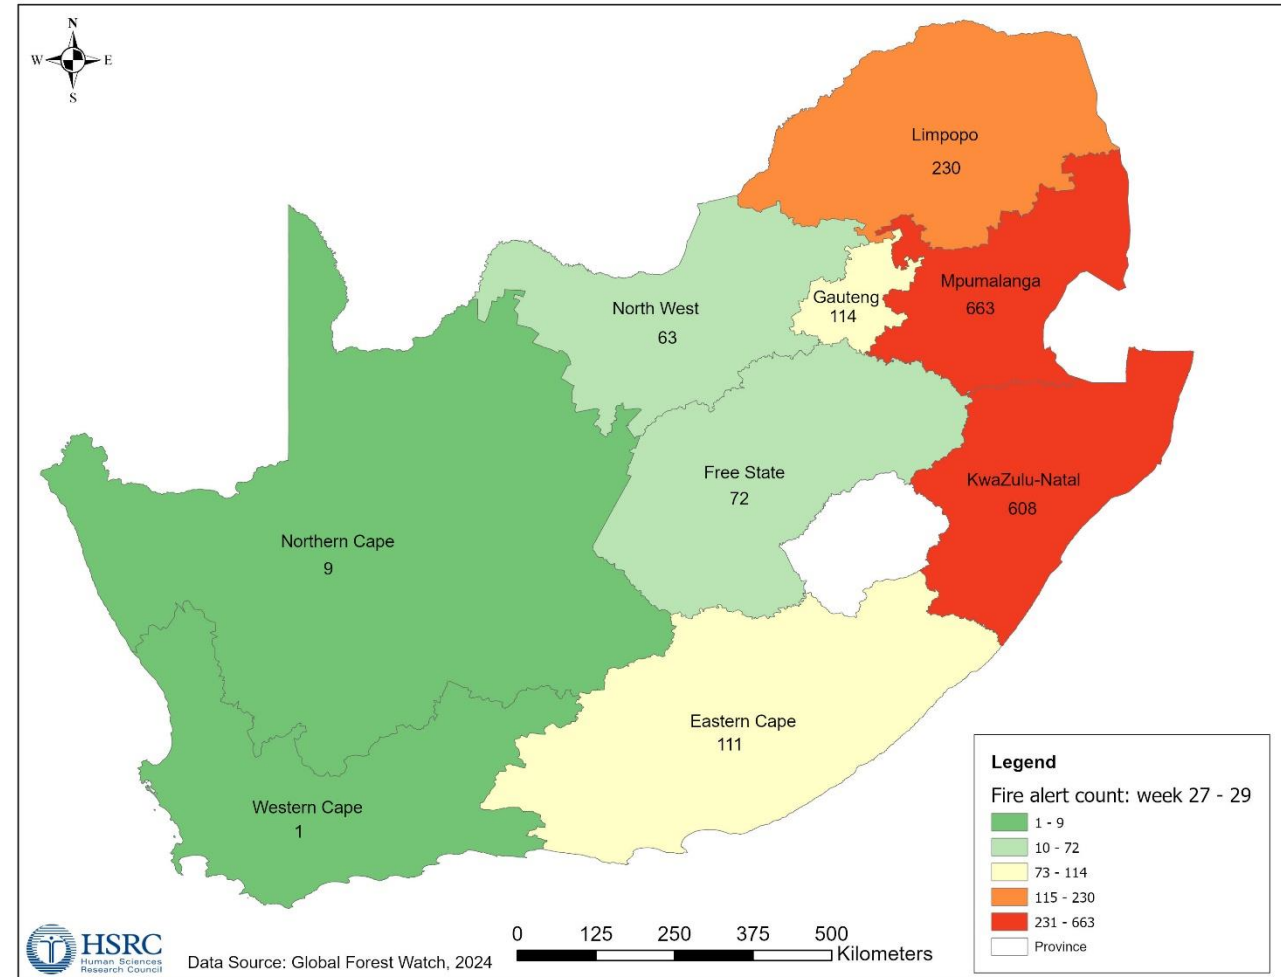 N
W E
S
Limpopo
230
Mpumalanga
663
Gauteng
114
North West
63
Free State
72
KwaZulu-Natal
608
Northern Cape
9
Eastern Cape
111
Western Cape
1
Legend
Fire alert count: week 27 - 29
1 - 9
10 - 72
73 - 114
115 - 230
231 - 663
Province
HSRC
Human Sciences
Research Council
Data Source: Global Forest Watch, 2024
0 125 250 375 500
Kilometers